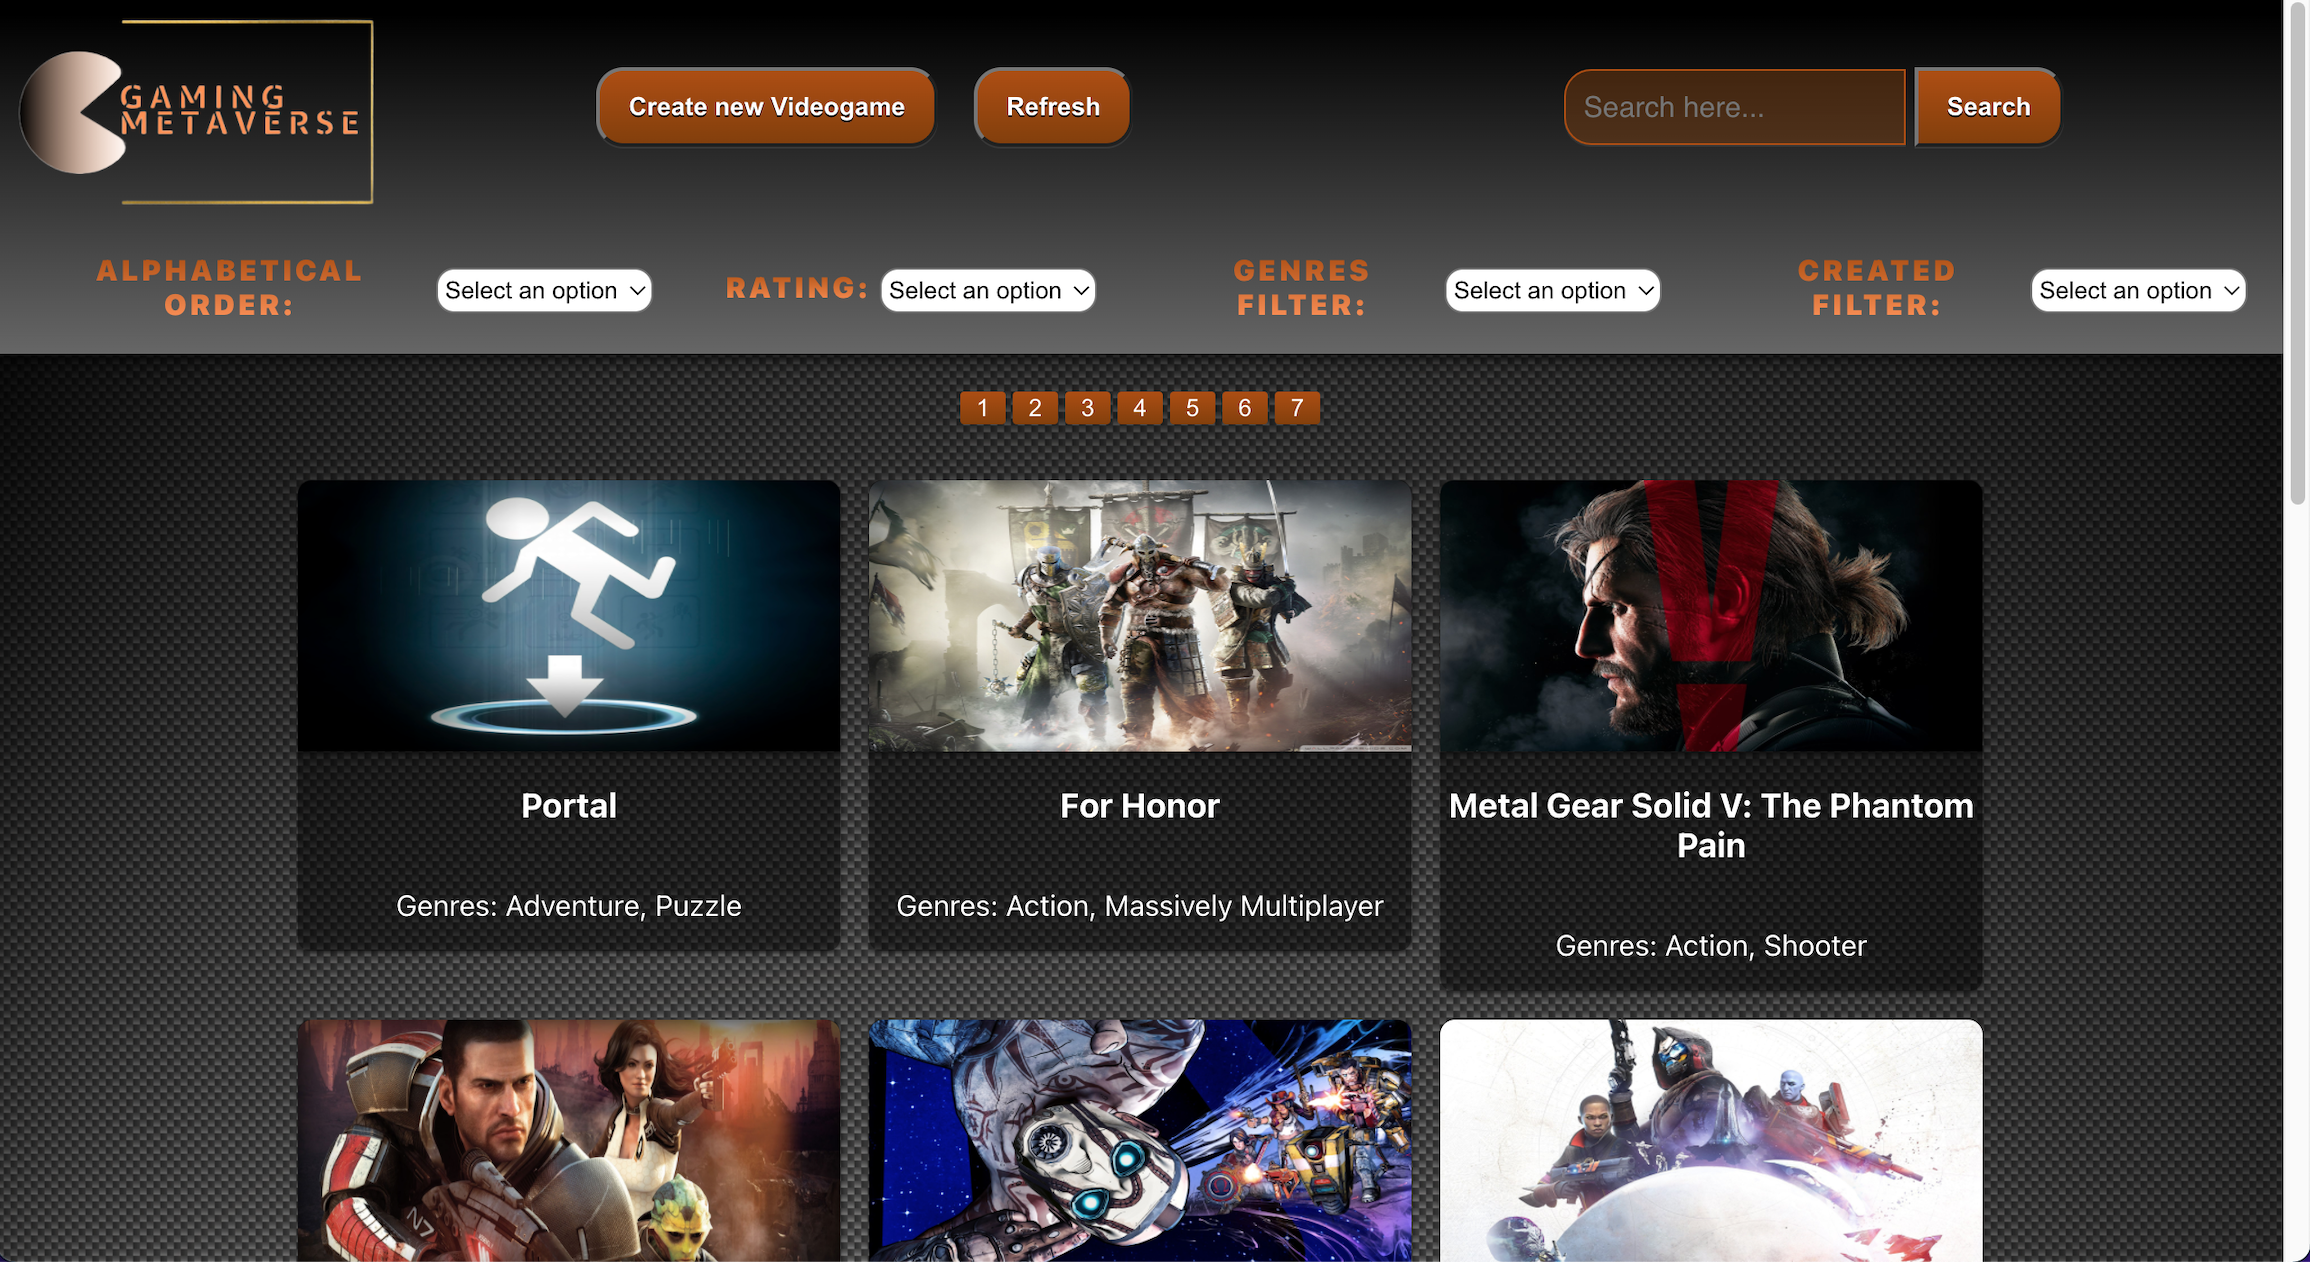 GAMING
METAVERSE
Create new Videogame
Refresh
Search here...
Search
ALPHABETICAL
ORDER:
Select an option
RATING:
Select an option
GENRES
FILTER:
Select an option
CREATED
FILTER:
Select an option
1 2 3 4 5 6 7
Portal
Genres: Adventure, Puzzle
For Honor
Genres: Action, Massively Multiplayer
Metal Gear Solid V: The Phantom
Pain
Genres: Action, Shooter
N7